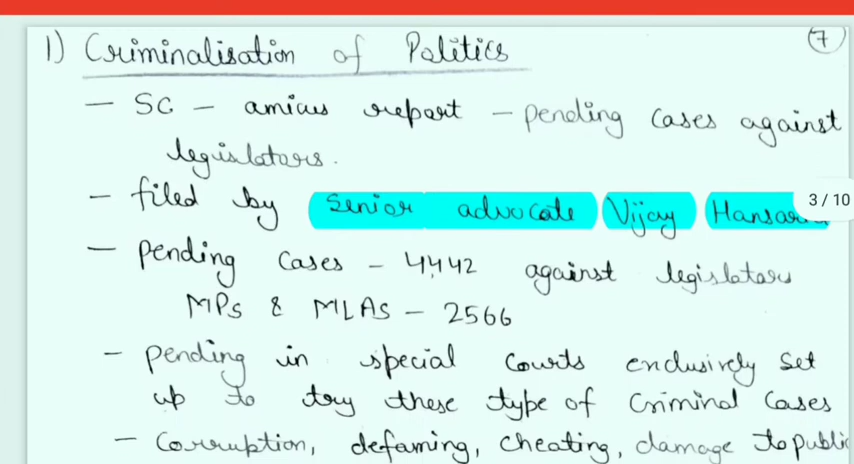 7
1) Criminalisation of Politics
- SC - amicus report - pending cases against
legislators.
- filed by Senior advocate Vijay
3 / 10
- pending cases - 4442 against legislators
MPs & MLAs - 2566
- pending in special courts exclusively set
up to try these type of criminal cases
- Corruption, defaming, cheating, damage to public